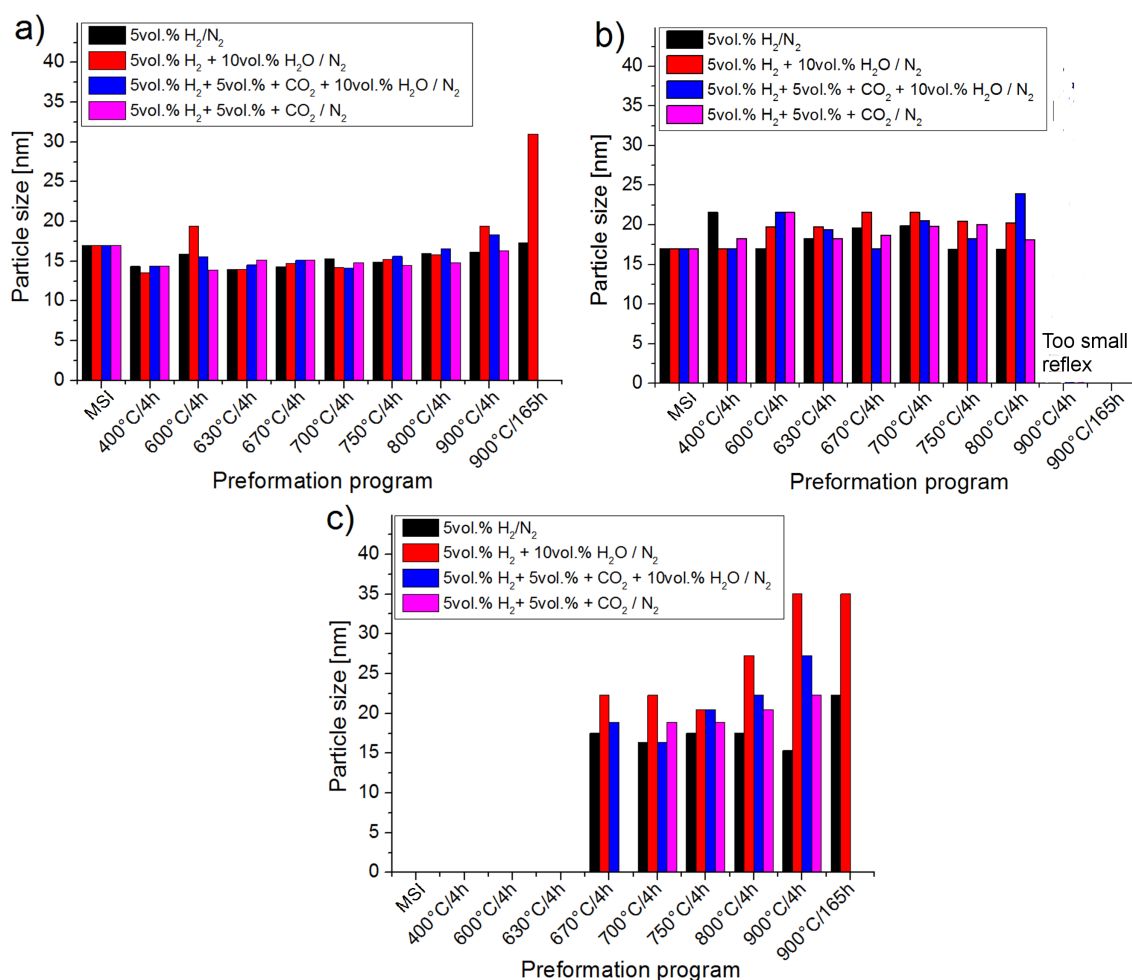 a)
5vol.% H2/N2
5vol.% H2 + 10vol.% H2O / N2
5vol.% H2+ 5vol.% + CO2 + 10vol.% H2O / N2
5vol.% H2+ 5vol.% + CO2 / N2
Particle size [nm]
40
35
30
25
20
15
10
5
0
MSI
400°C/4h
600°C/4h
630°C/4h
670°C/4h
700°C/4h
750°C/4h
800°C/4h
900°C/4h
900°C/165h
Preformation program
b)
5vol.% H2/N2
5vol.% H2 + 10vol.% H2O / N2
5vol.% H2+ 5vol.% + CO2 + 10vol.% H2O / N2
5vol.% H2+ 5vol.% + CO2 / N2
Particle size [nm]
40
35
30
25
20
15
10
5
0
Too small
reflex
MSI
400°C/4h
600°C/4h
630°C/4h
670°C/4h
700°C/4h
750°C/4h
800°C/4h
900°C/4h
900°C/165h
Preformation program
c)
5vol.% H2/N2
5vol.% H2 + 10vol.% H2O / N2
5vol.% H2+ 5vol.% + CO2 + 10vol.% H2O / N2
5vol.% H2+ 5vol.% + CO2 / N2
Particle size [nm]
40
35
30
25
20
15
10
5
0
MSI
400°C/4h
600°C/4h
630°C/4h
670°C/4h
700°C/4h
750°C/4h
800°C/4h
900°C/4h
900°C/165h
Preformation program